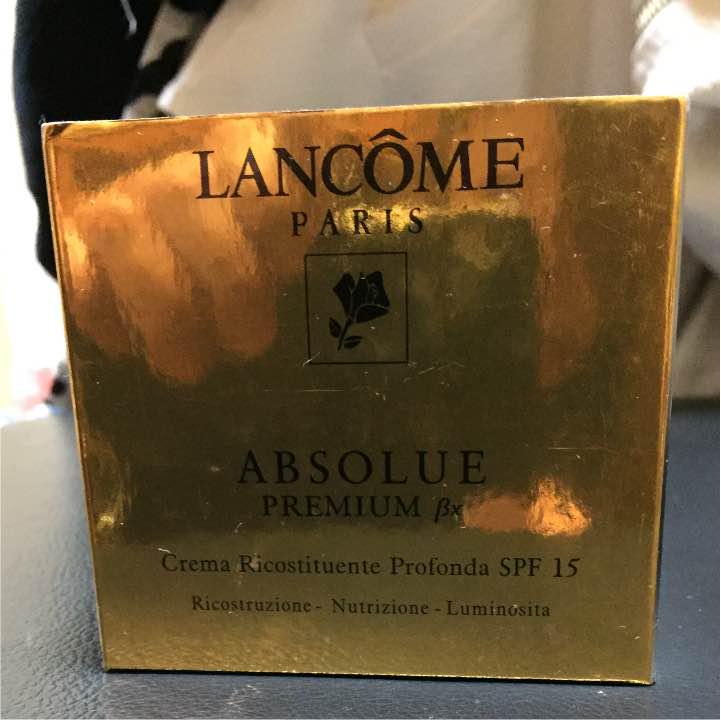 LANCÔME
PARIS
ABSOLUE
PREMIUM βx
Crema Ricostituente Profonda SPF 15
Ricostruzione - Nutrizione - Luminosita